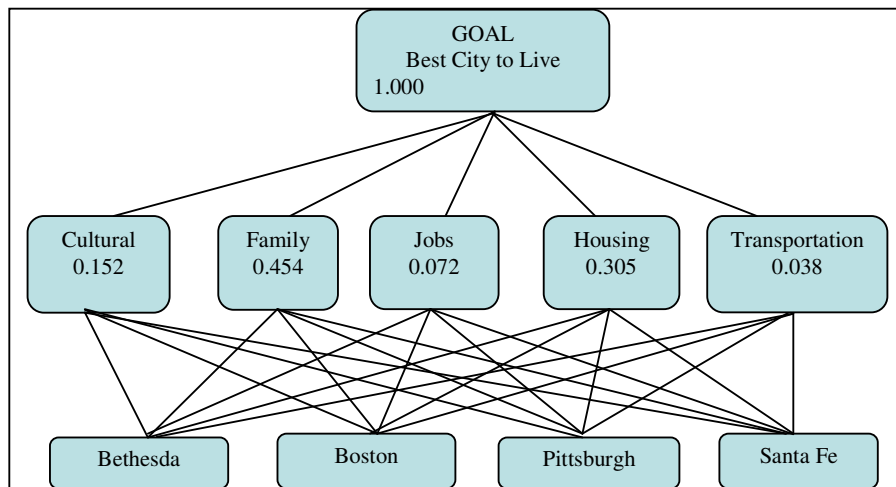 GOAL
Best City to Live
1.000
Cultural
0.152
Family
0.454
Jobs
0.072
Housing
0.305
Transportation
0.038
Bethesda
Boston
Pittsburgh
Santa Fe